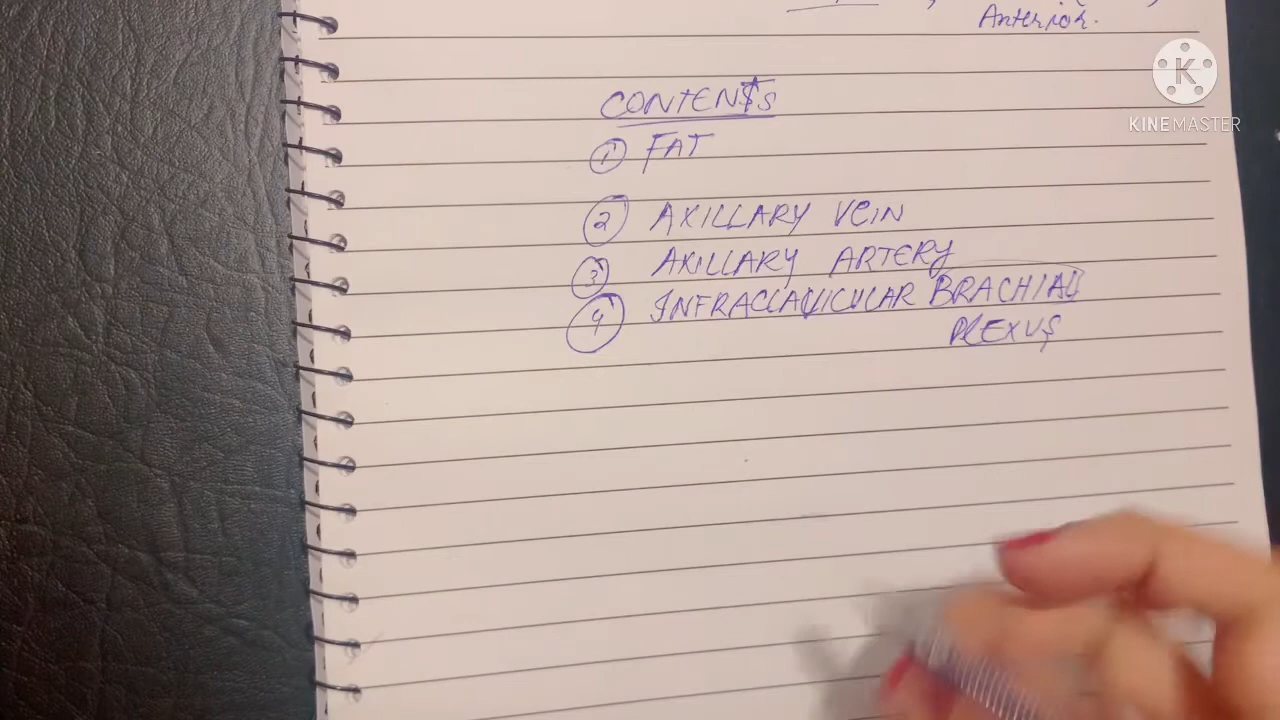 Anterior.
CONTENTS
① FAT
② AXILLARY VEIN
③ AXILLARY ARTERY
④ INFRACLAVICULAR BRACHIAL
PLEXUS
K
KINEMASTER